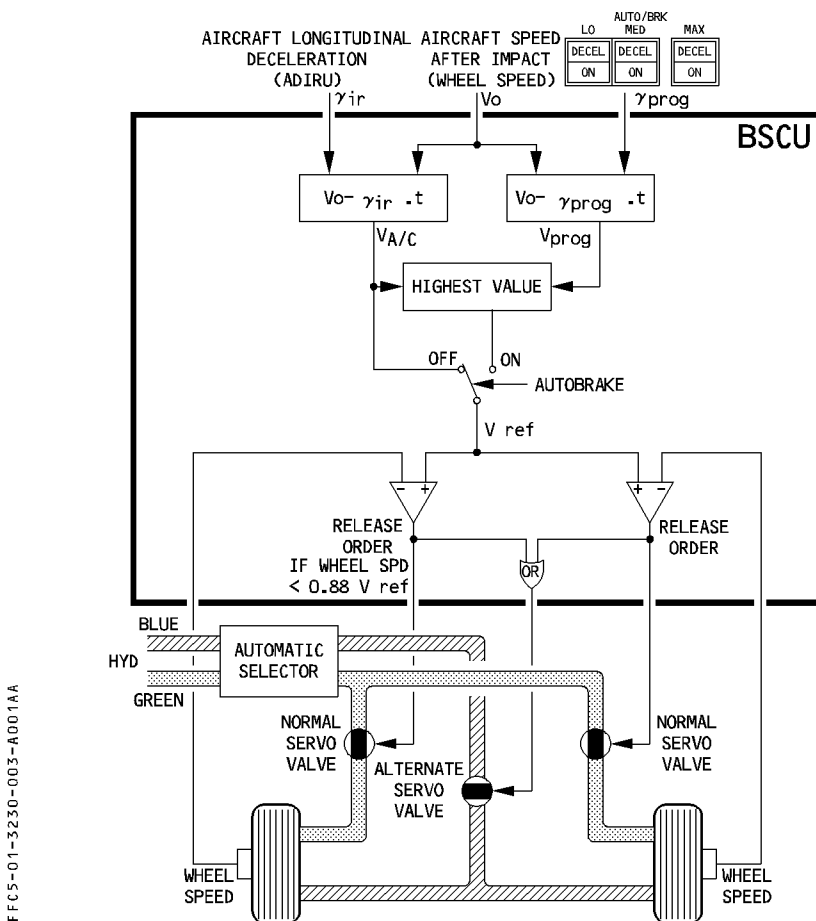 AUTO/BRK
LO MED MAX
DECEL DECEL DECEL
ON ON ON
AIRCRAFT LONGITUDINAL
DECELERATION
(ADIRU)
AIRCRAFT SPEED
AFTER IMPACT
(WHEEL SPEED)
γir
Vo
γprog
BSCU
Vo- γir .t
Vo- γprog .t
VA/C
Vprog
HIGHEST VALUE
OFF
ON
AUTOBRAKE
V ref
- +
+ -
RELEASE
ORDER
IF WHEEL SPD
< 0.88 V ref
RELEASE
ORDER
OR
BLUE
HYD
GREEN
AUTOMATIC
SELECTOR
NORMAL
SERVO
VALVE
ALTERNATE
SERVO
VALVE
NORMAL
SERVO
VALVE
WHEEL
SPEED
WHEEL
SPEED
FFC5-01-3230-003-A001AA